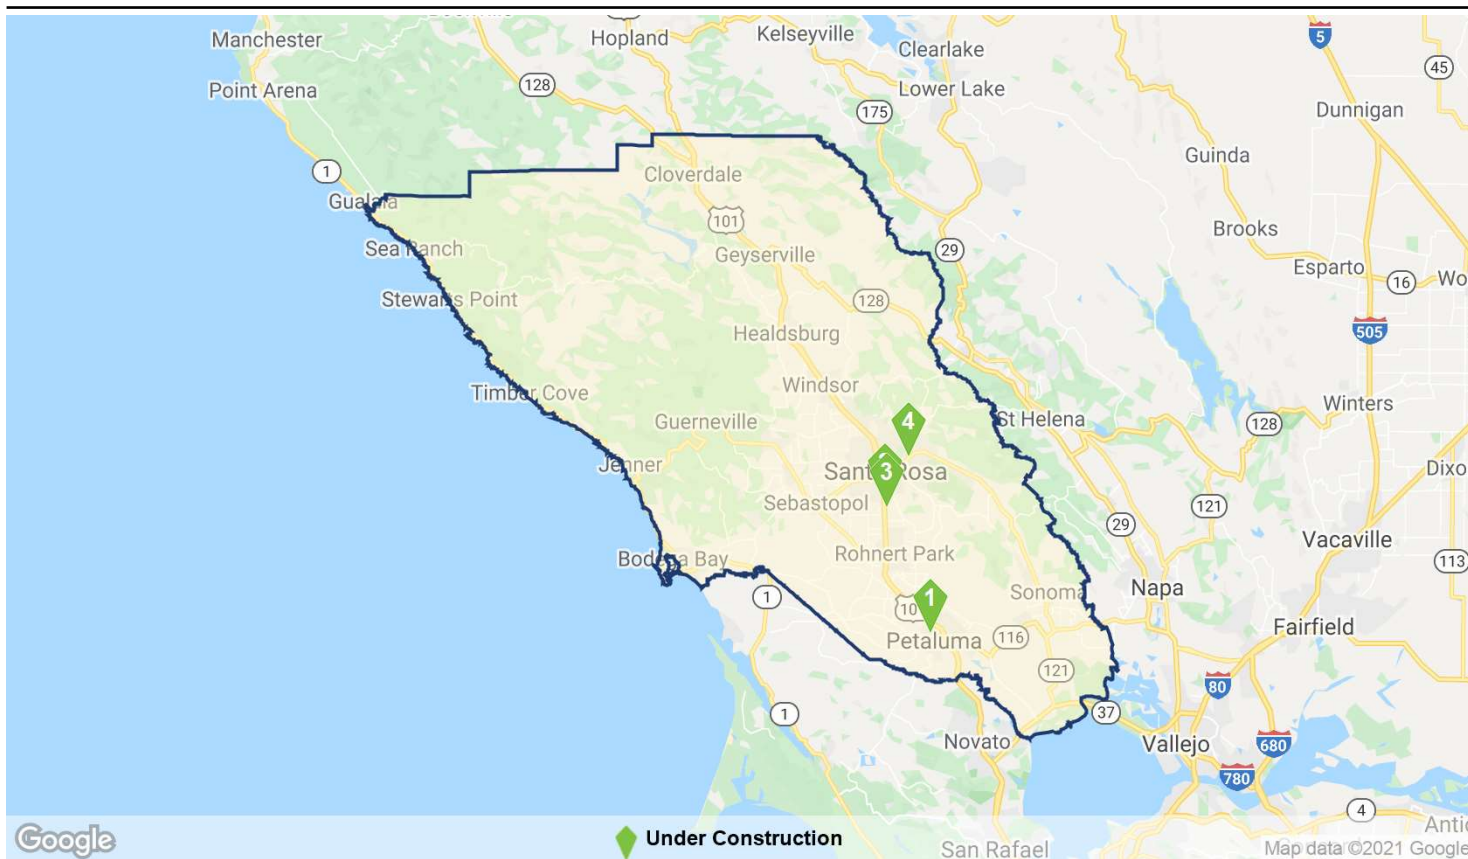 Manchester
Hopland
Kelseyville
Clearlake
5
45
Point Arena
128
Lower Lake
175
Dunnigan
1
Cloverdale
Guinda
Gualala
101
Brooks
Sea Ranch
Geyserville
29
Esparto
16
Wo
Stewarts Point
128
505
Healdsburg
Timber Cove
Windsor
Winters
Guerneville
4
St Helena
128
Jenner
Santa Rosa
3
Dixo
Sebastopol
121
29
Vacaville
Bodega Bay
Rohnert Park
113
1
1
Sonoma
Napa
Petaluma
116
Fairfield
121
80
1
37
Novato
Vallejo
680
780
4
Google
Under Construction
San Rafael
Antic
Map data ©2021 Google